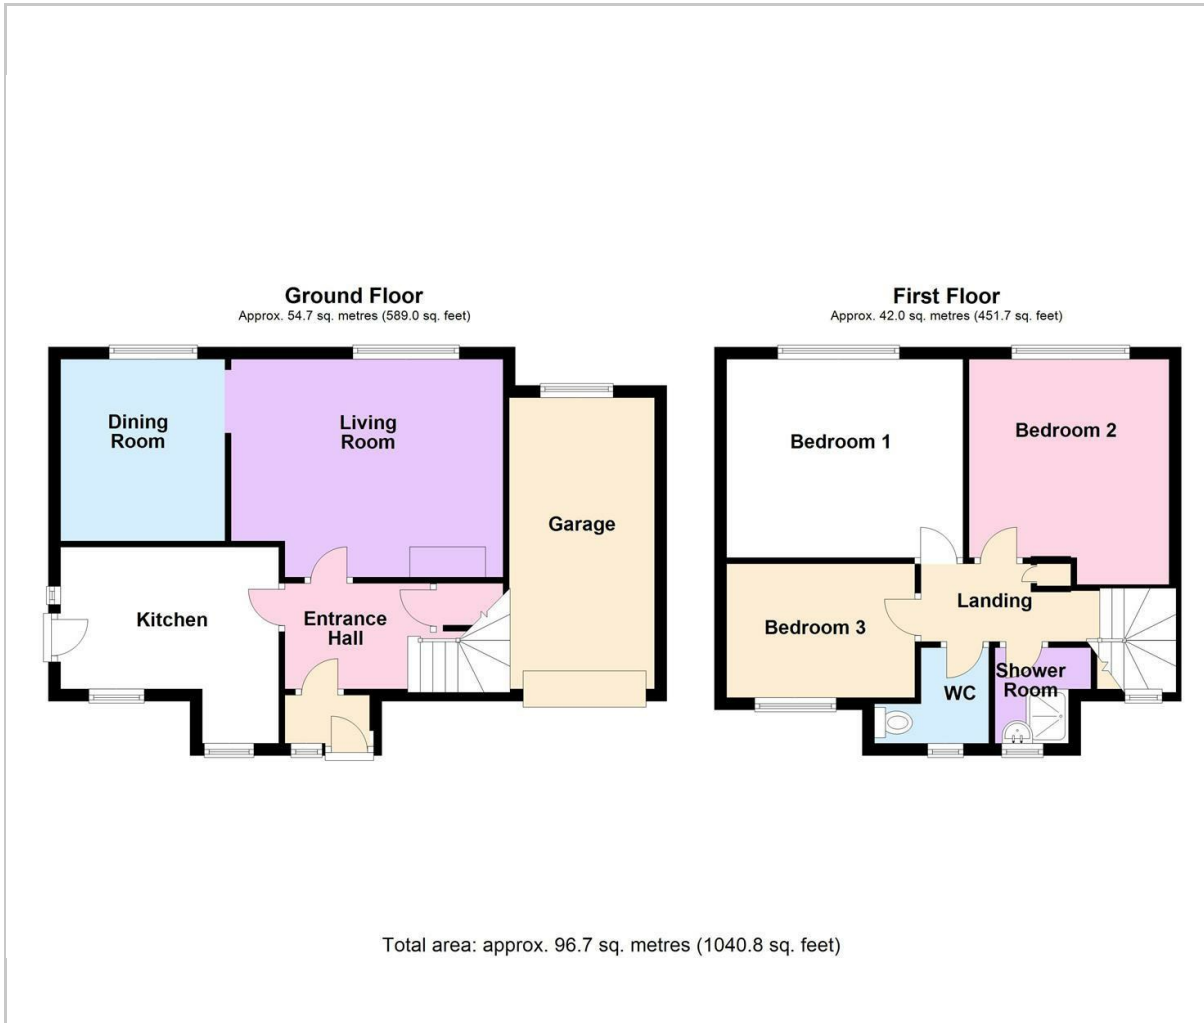 Ground Floor
Approx. 54.7 sq. metres (589.0 sq. feet)
Dining
Room
Living
Room
Garage
Kitchen
Entrance
Hall
First Floor
Approx. 42.0 sq. metres (451.7 sq. feet)
Bedroom 1
Bedroom 2
Landing
Bedroom 3
WC
Shower
Room
Total area: approx. 96.7 sq. metres (1040.8 sq. feet)